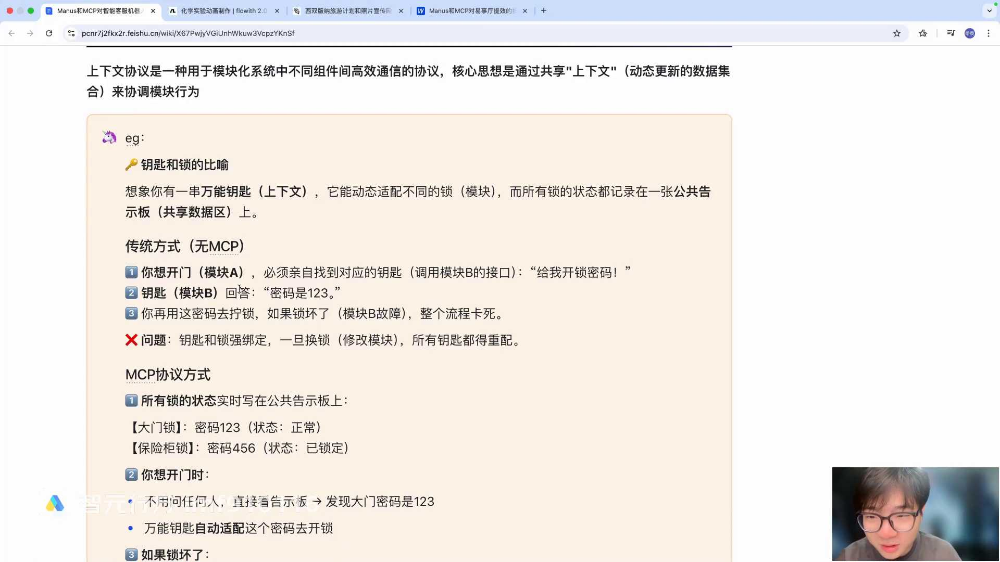 Manus和MCP对智能客服机器人
化学实验动画制作 | flowith 2.0
西双版纳旅游计划和照片宣传网
Manus和MCP对易事厅提效的
pcnr7j2fkx2r.feishu.cn/wiki/X67PwjyVGiUnhWkuw3VcpzYKnSf
皓辰
上下文协议是一种用于模块化系统中不同组件间高效通信的协议，核心思想是通过共享"上下文"（动态更新的数据集
合）来协调模块行为
eg：
🔑 钥匙和锁的比喻
想象你有一串万能钥匙（上下文），它能动态适配不同的锁（模块），而所有锁的状态都记录在一张公共告
示板（共享数据区）上。
传统方式（无MCP）
1 你想开门（模块A），必须亲自找到对应的钥匙（调用模块B的接口）：“给我开锁密码！”
2 钥匙（模块B）回答：“密码是123。”
3 你再用这密码去拧锁，如果锁坏了（模块B故障），整个流程卡死。
❌ 问题：钥匙和锁强绑定，一旦换锁（修改模块），所有钥匙都得重配。
MCP协议方式
1 所有锁的状态实时写在公共告示板上：
【大门锁】：密码123（状态：正常）
【保险柜锁】：密码456（状态：已锁定）
2 你想开门时：
• 不用问任何人，直接看告示板 → 发现大门密码是123
• 万能钥匙自动适配这个密码去开锁
3 如果锁坏了：